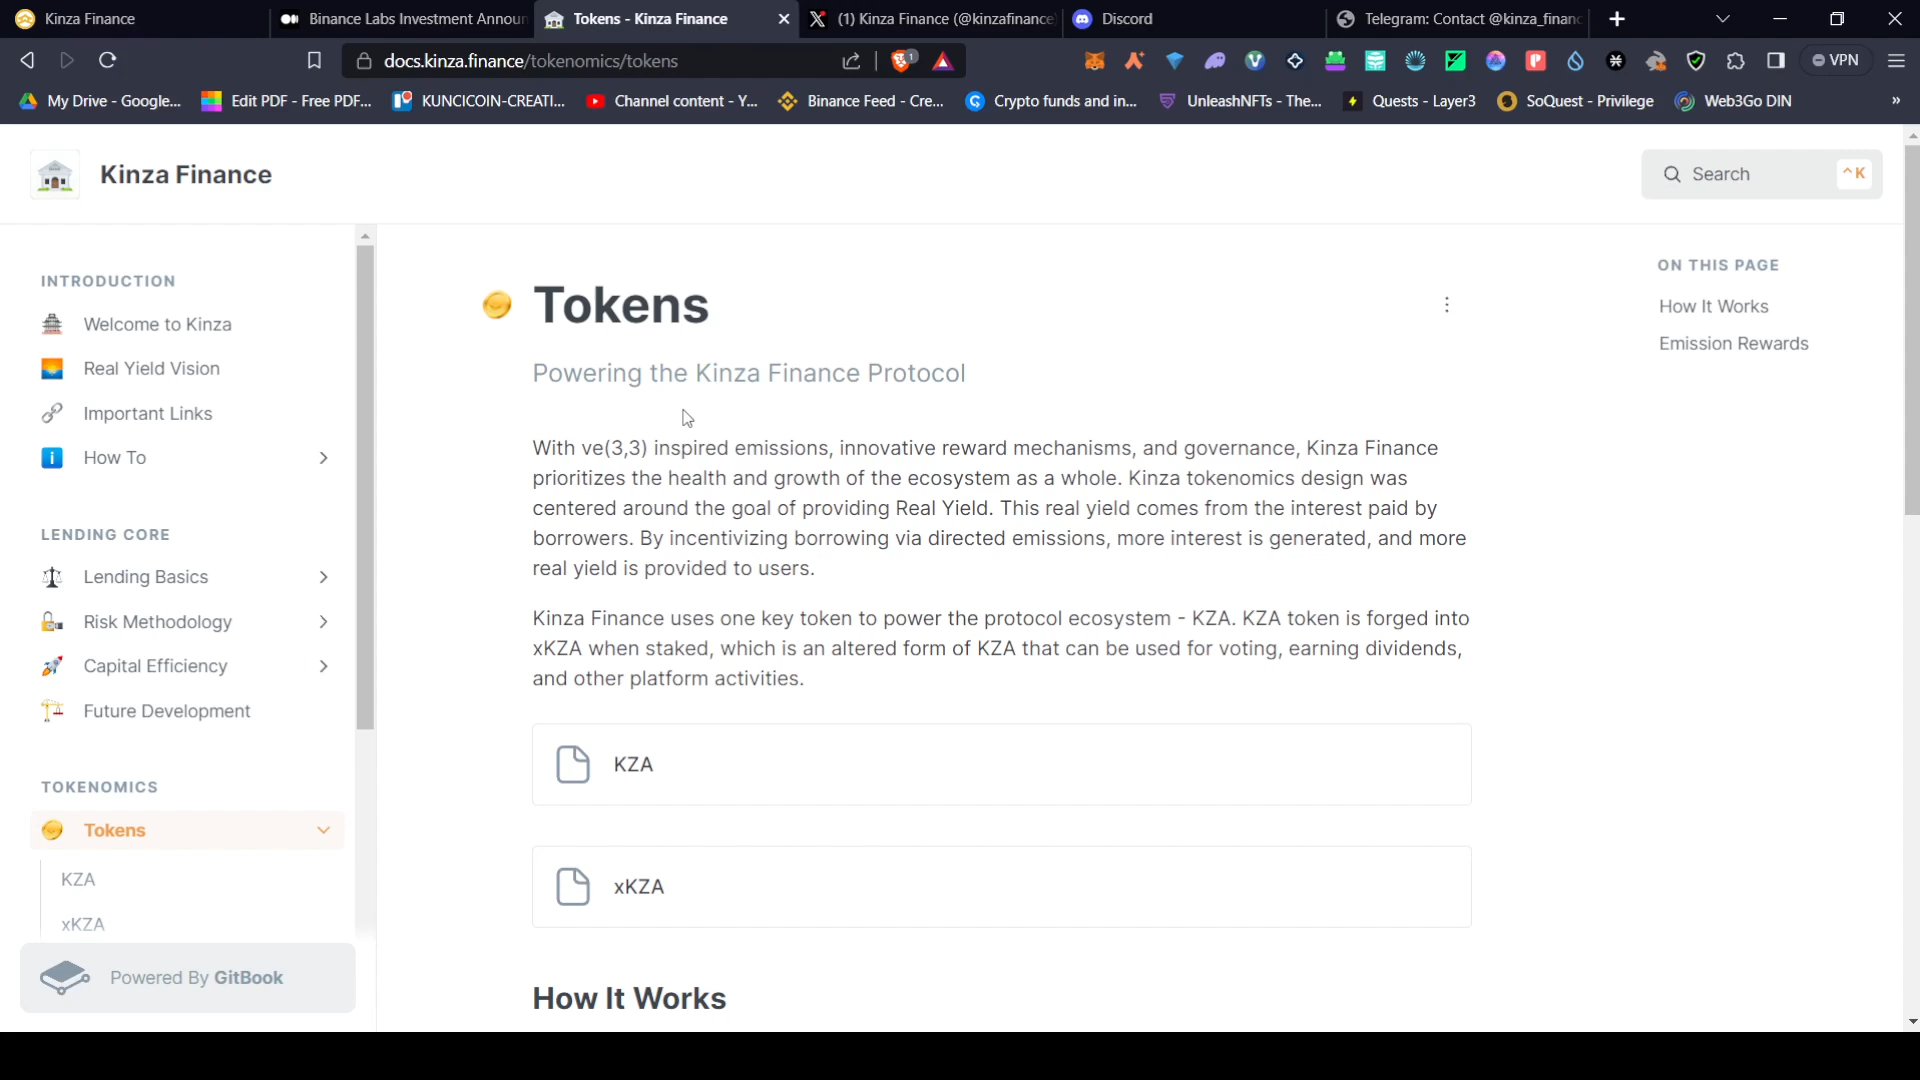 Kinza Finance
Binance Labs Investment Announ
Tokens - Kinza Finance
(1) Kinza Finance (@kinzafinance
Discord
Telegram: Contact @kinza_financ
docs.kinza.finance/tokenomics/tokens
VPN
My Drive - Google...
Edit PDF - Free PDF...
KUNCICOIN-CREATI...
Channel content - Y...
Binance Feed - Cre...
Crypto funds and in...
UnleashNFTs - The...
Quests - Layer3
SoQuest - Privilege
Web3Go DIN
»
Kinza Finance
Search
^K
INTRODUCTION
Welcome to Kinza
Real Yield Vision
Important Links
How To
LENDING CORE
Lending Basics
Risk Methodology
Capital Efficiency
Future Development
TOKENOMICS
Tokens
KZA
xKZA
Powered By GitBook
Tokens
Powering the Kinza Finance Protocol
With ve(3,3) inspired emissions, innovative reward mechanisms, and governance, Kinza Finance
prioritizes the health and growth of the ecosystem as a whole. Kinza tokenomics design was
centered around the goal of providing Real Yield. This real yield comes from the interest paid by
borrowers. By incentivizing borrowing via directed emissions, more interest is generated, and more
real yield is provided to users.
Kinza Finance uses one key token to power the protocol ecosystem - KZA. KZA token is forged into
xKZA when staked, which is an altered form of KZA that can be used for voting, earning dividends,
and other platform activities.
KZA
xKZA
How It Works
ON THIS PAGE
How It Works
Emission Rewards